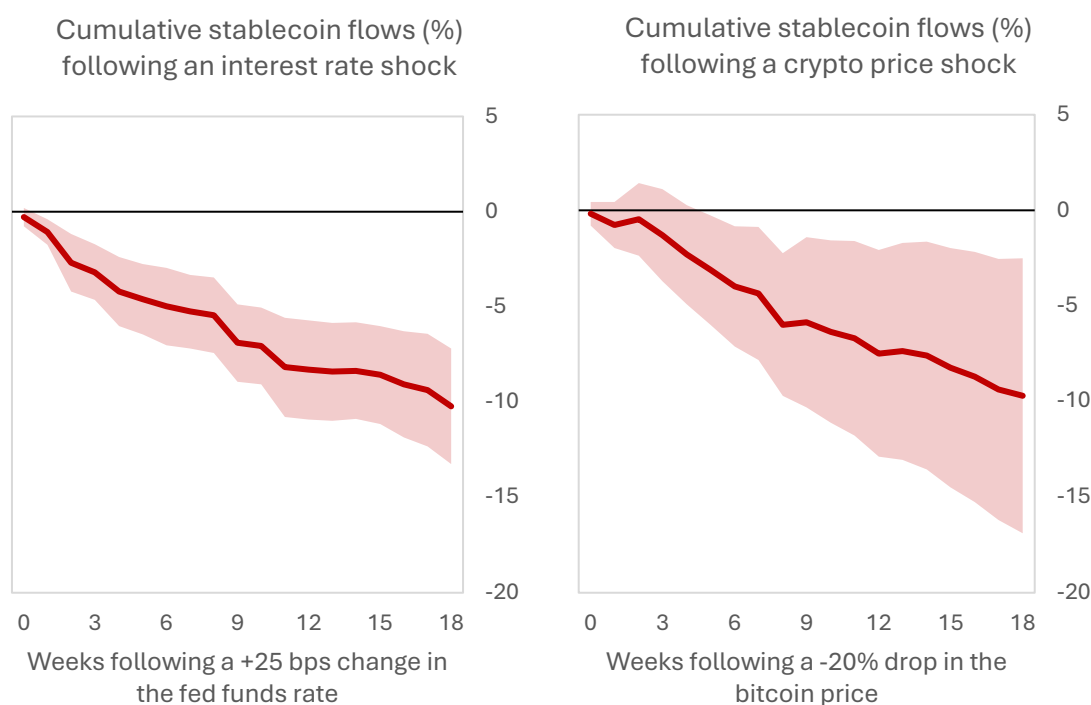 Cumulative stablecoin flows (%)
following an interest rate shock
5
0
-5
-10
-15
-20
0 3 6 9 12 15 18
Weeks following a +25 bps change in
the fed funds rate
Cumulative stablecoin flows (%)
following a crypto price shock
5
0
-5
-10
-15
-20
0 3 6 9 12 15 18
Weeks following a -20% drop in the
bitcoin price